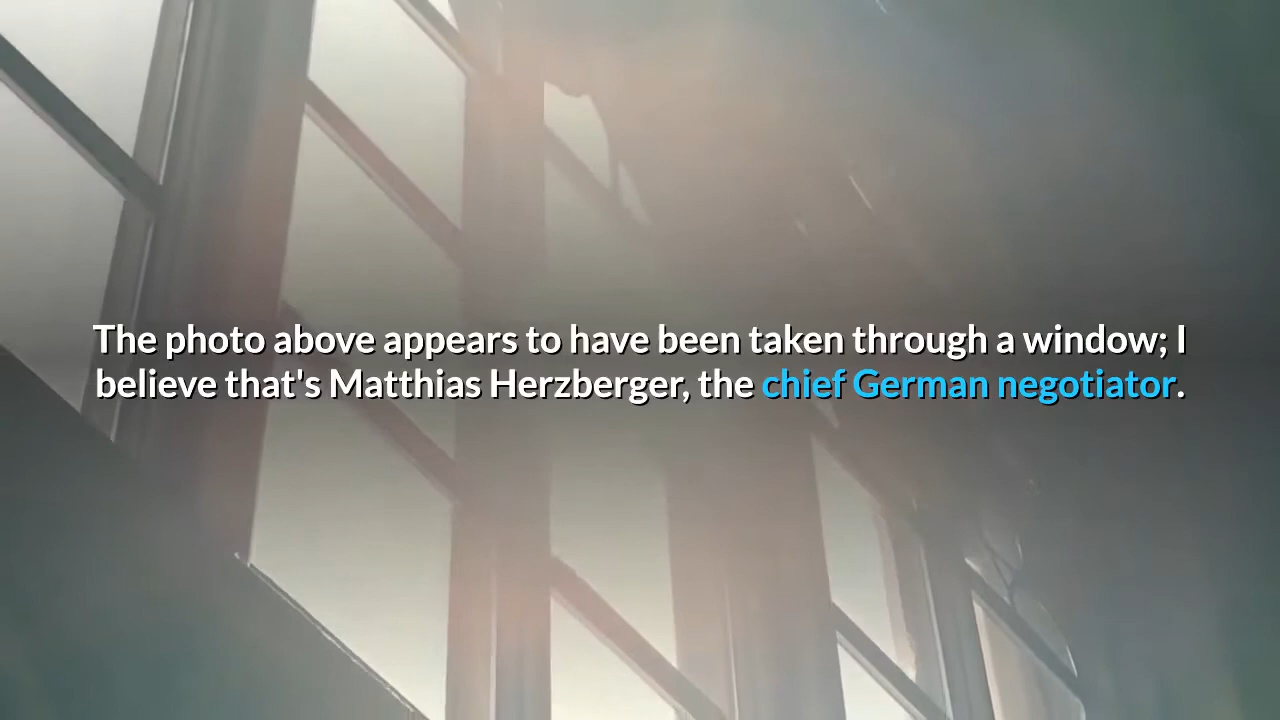 The photo above appears to have been taken through a window; I
believe that's Matthias Herzberger, the chief German negotiator.